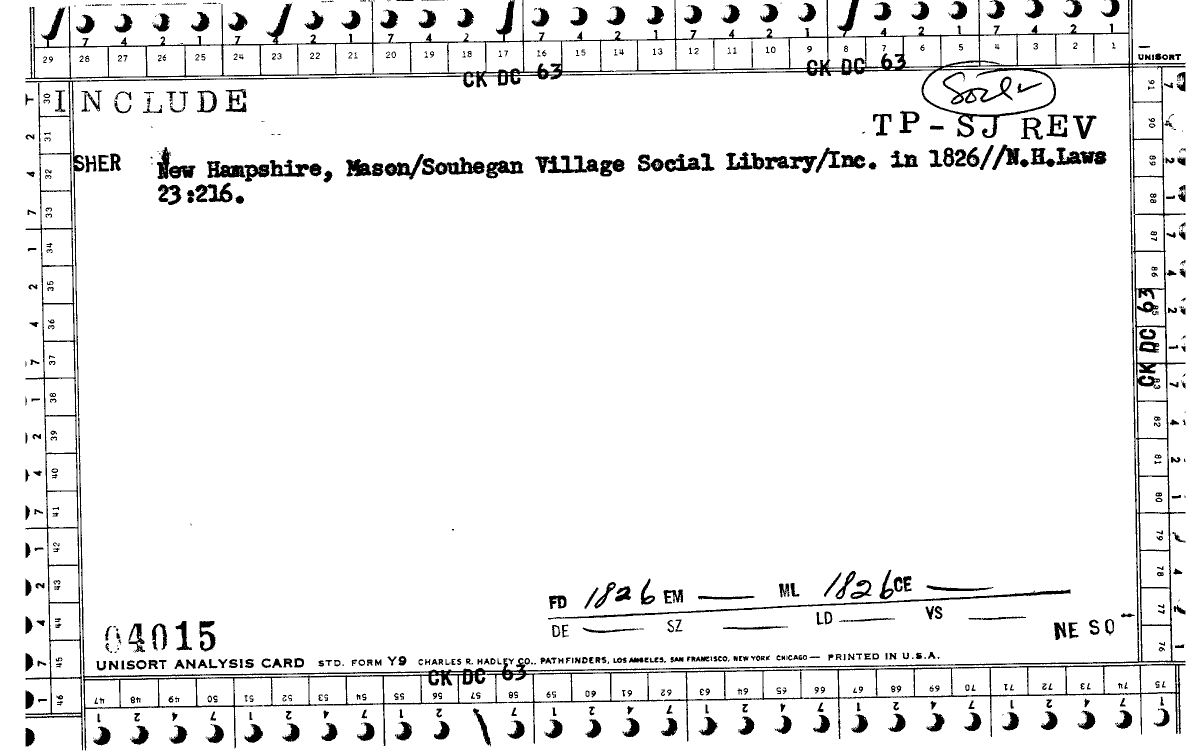 7 4 2 1 7 4 2 1 7 4 2 1 7 4 2 1 7 4 2 1 7 4 2 1
29 28 27 26 25 24 23 22 21 20 19 18 17 16 15 14 13 12 11 10 9 8 7 6 5 4 3 2 1
UNISORT
CK DC 63 CK DC 63
INCLUDE
TP-SJ REV
SHER New Hampshire, Mason/Souhegan Village Social Library/Inc. in 1826//N.H.Laws
23:216.
30 31 32 33 34 35 36 37 38 39 40 41 42 43 44 45 46
91 90 89 88 87 86 85 83 82 81 80 79 78 77 76
CK DC 63
FD 1826 EM — ML 1826 CE —
DE — SZ — LD — VS —
NE SO
04015
UNISORT ANALYSIS CARD STD. FORM Y9 CHARLES R. HADLEY CO., PATHFINDERS, LOS ANGELES, SAN FRANCISCO, NEW YORK CHICAGO — PRINTED IN U.S.A.
CK DC 63
47 48 49 50 51 52 53 54 55 56 57 58 59 60 61 62 63 64 65 66 67 68 69 70 71 72 73 74 75